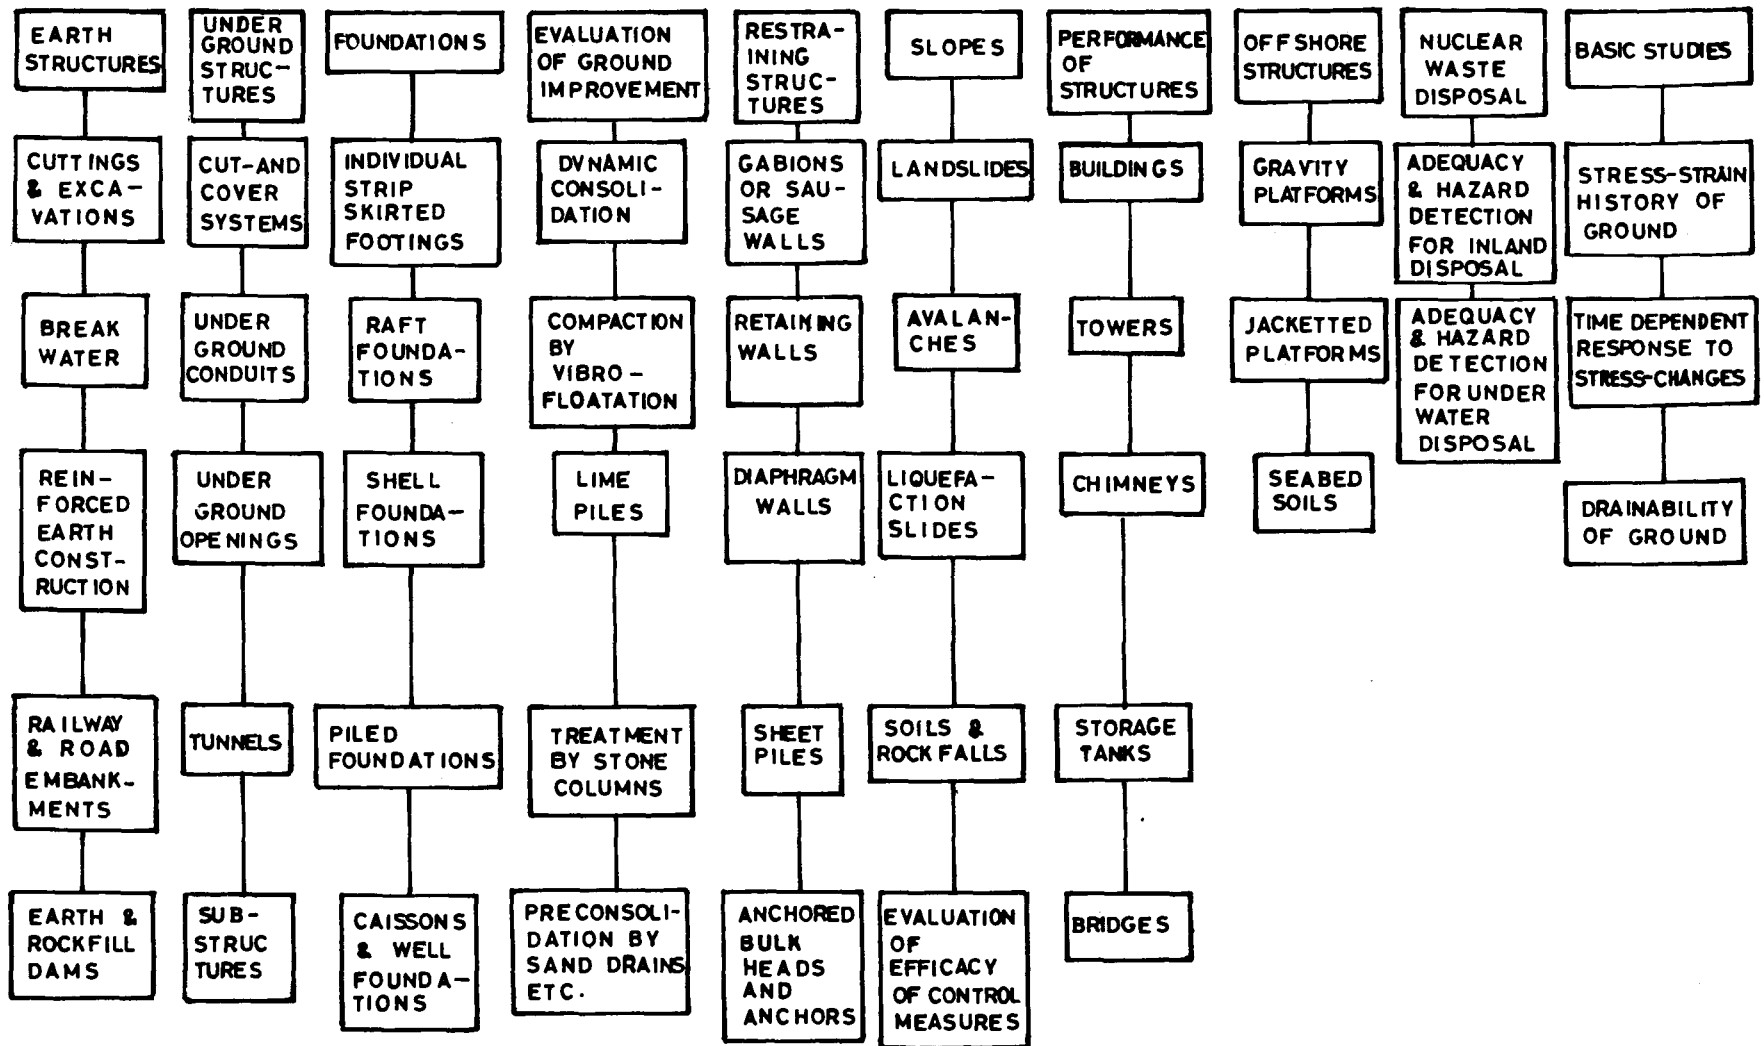 EARTH
STRUCTURES
CUTTINGS
& EXCA-
VATIONS
BREAK
WATER
REIN-
FORCED
EARTH
CONST-
RUCTION
RAILWAY
& ROAD
EMBANK-
MENTS
EARTH &
ROCKFILL
DAMS
UNDER
GROUND
STRUC-
TURES
CUT-AND
COVER
SYSTEMS
UNDER
GROUND
CONDUITS
UNDER
GROUND
OPENINGS
TUNNELS
SUB-
STRUC
TURES
FOUNDATIONS
INDIVIDUAL
STRIP
SKIRTED
FOOTINGS
RAFT
FOUNDA-
TIONS
SHELL
FOUNDA-
TIONS
PILED
FOUNDATIONS
CAISSONS
& WELL
FOUNDA-
TIONS
EVALUATION
OF GROUND
IMPROVEMENT
DVNAMIC
CONSOLI-
DATION
COMPACTION
BY
VIBRO-
FLOATATION
LIME
PILES
TREATMENT
BY STONE
COLUMNS
PRECONSOLI-
DATION BY
SAND DRAINS
ETC.
RESTRA-
INING
STRUC-
TURES
GABIONS
OR SAU-
SAGE
WALLS
RETAINING
WALLS
DIAPHRAGM
WALLS
SHEET
PILES
ANCHORED
BULK
HEADS
AND
ANCHORS
SLOPES
LANDSLIDES
AVALAN-
CHES
LIQUEFA-
CTION
SLIDES
SOILS &
ROCK FALLS
EVALUATION
OF
EFFICACY
OF CONTROL
MEASURES
PERFORMANCE
OF
STRUCTURES
BUILDINGS
TOWERS
CHIMNEYS
STORAGE
TANKS
BRIDGES
OFFSHORE
STRUCTURES
GRAVITY
PLATFORMS
JACKETTED
PLATFORMS
SEABED
SOILS
NUCLEAR
WASTE
DISPOSAL
ADEQUACY
& HAZARD
DETECTION
FOR INLAND
DISPOSAL
ADEQUACY
& HAZARD
DETECTION
FOR UNDER
WATER
DISPOSAL
BASIC STUDIES
STRESS-STRAIN
HISTORY OF
GROUND
TIME DEPENDENT
RESPONSE TO
STRESS-CHANGES
DRAINABILITY
OF GROUND